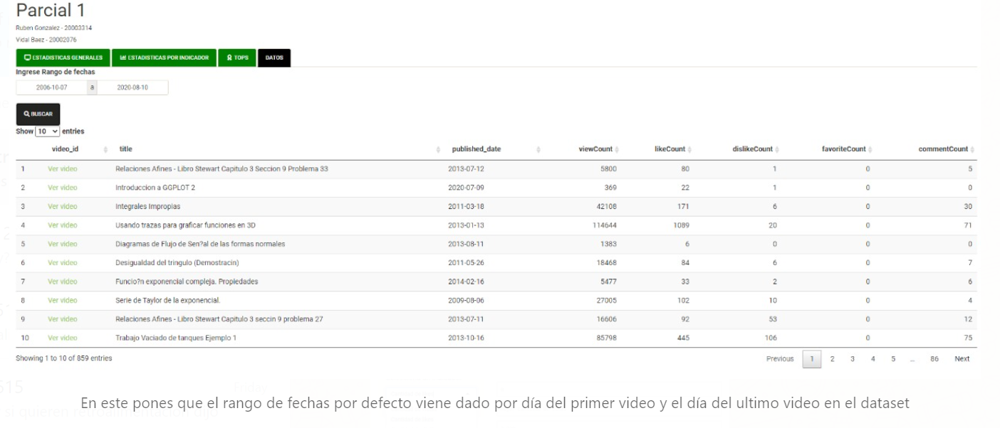 Parcial 1
Ruben Gonzalez - 20003314
Vidal Baez - 20002076
ESTADISTICAS GENERALES ESTADISTICAS POR INDICADOR TOPS DATOS
Ingrese Rango de fechas
2006-10-07 a 2020-08-10
BUSCAR
Show 10 entries
video_id title published_date viewCount likeCount dislikeCount favoriteCount commentCount
1 Ver video Relaciones Afines - Libro Stewart Capitulo 3 Seccion 9 Problema 33 2013-07-12 5800 80 1 0 5
2 Ver video Introduccion a GGPLOT 2 2020-07-09 369 22 1 0 0
3 Ver video Integrales Impropias 2011-03-18 42108 171 6 0 30
4 Ver video Usando trazas para graficar funciones en 3D 2013-01-13 114644 1089 20 0 71
5 Ver video Diagramas de Flujo de Sen?al de las formas normales 2013-08-11 1383 6 0 0 0
6 Ver video Desigualdad del tringulo (Demostracin) 2011-05-26 18468 84 6 0 7
7 Ver video Funcio?n exponencial compleja. Propiedades 2014-02-16 5477 33 2 0 6
8 Ver video Serie de Taylor de la exponencial. 2009-08-06 27005 102 10 0 4
9 Ver video Relaciones Afines - Libro Stewart Capitulo 3 seccin 9 problema 27 2013-07-11 16606 92 53 0 12
10 Ver video Trabajo Vaciado de tanques Ejemplo 1 2013-10-16 85798 445 106 0 75
Showing 1 to 10 of 859 entries Previous 1 2 3 4 5 … 86 Next
En este pones que el rango de fechas por defecto viene dado por día del primer video y el día del ultimo video en el dataset